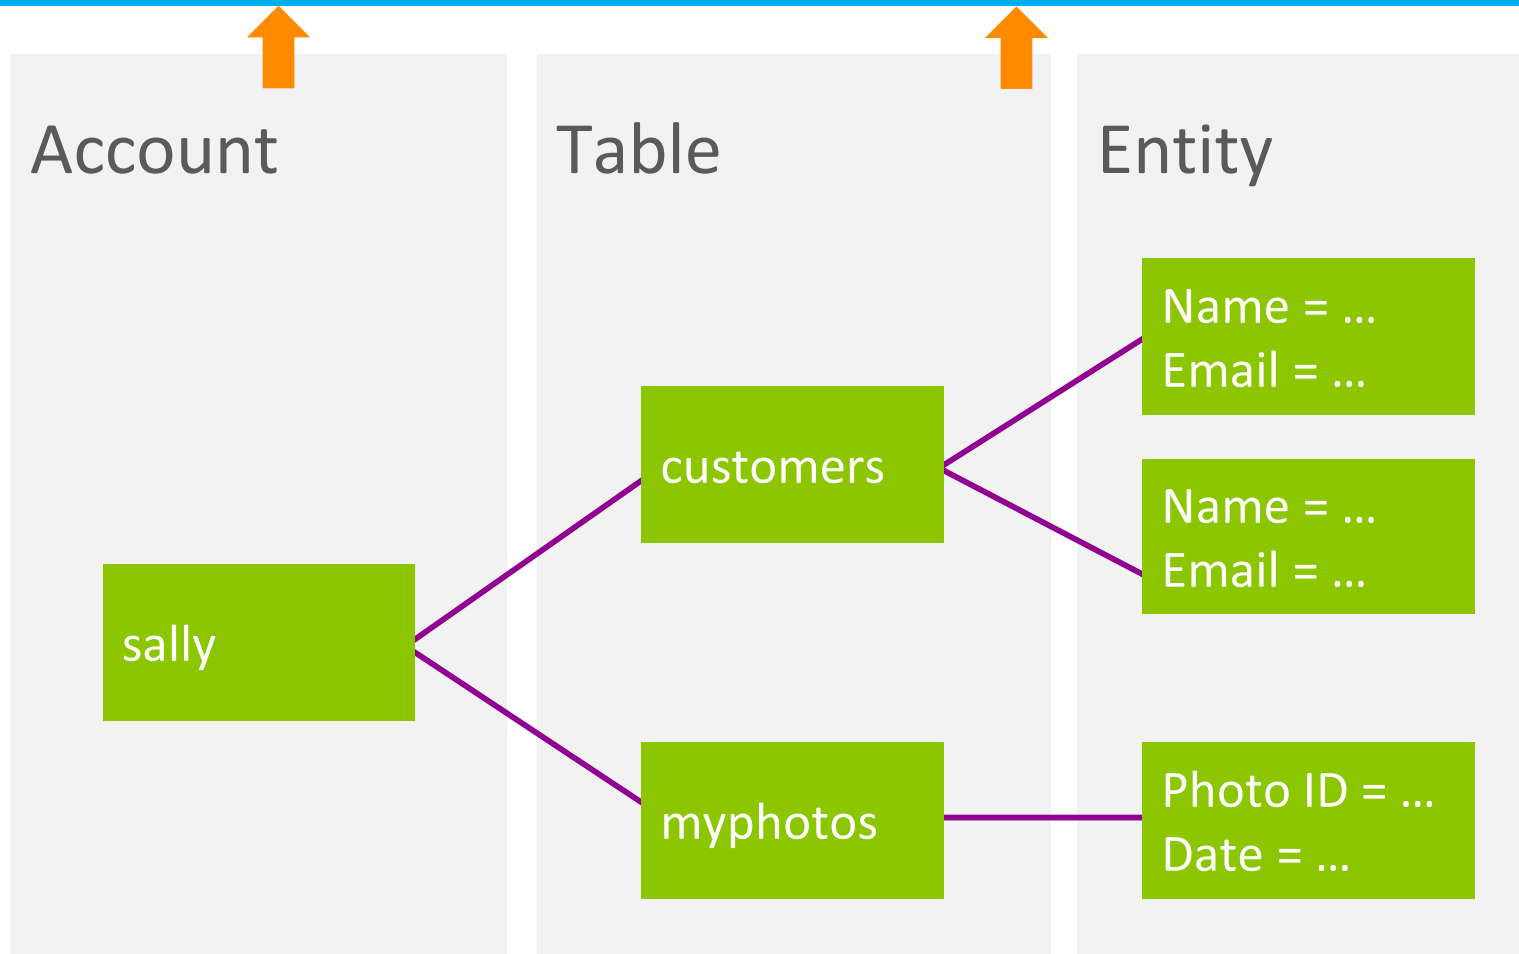 Account
Table
Entity
Name = ...
Email = ...
customers
Name = ...
Email = ...
sally
myphotos
Photo ID = ...
Date = ...